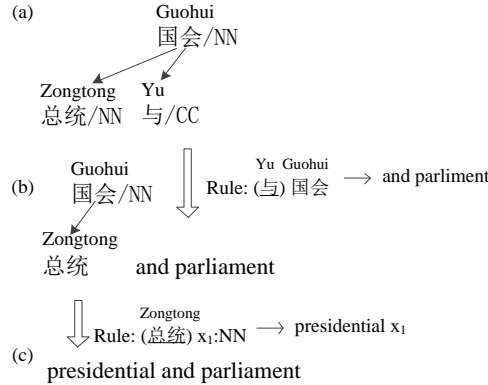 (a)
Guohui
国会/NN
Zongtong Yu
总统/NN 与/CC
Yu Guohui
Rule: (与) 国会 → and parliment
(b)
Guohui
国会/NN
Zongtong
总统 and parliament
Zongtong
Rule: (总统) x₁:NN → presidential x₁
(c)
presidential and parliament